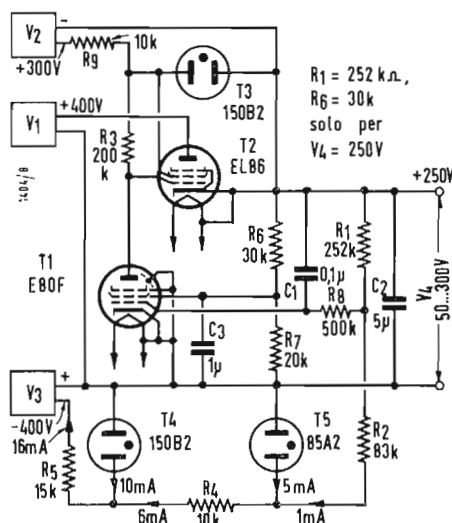 V2
-
+300V
R9
10k
T3
150B2
R1 = 252 kΩ,
R6 = 30k
solo per
V4 = 250V
V1
+400V
T2
EL86
R3
200
k
1404/8
+250V
T1
E80F
R6
30k
R1
252k
C1
0,1µ
R8
500k
C2
5µ
V4
50...300V
C3
1µ
R7
20k
V3
+
-400V
16mA
T4
150B2
T5
85A2
R2
83k
R5
15k
10mA
R4
10k
6mA
5mA
1mA